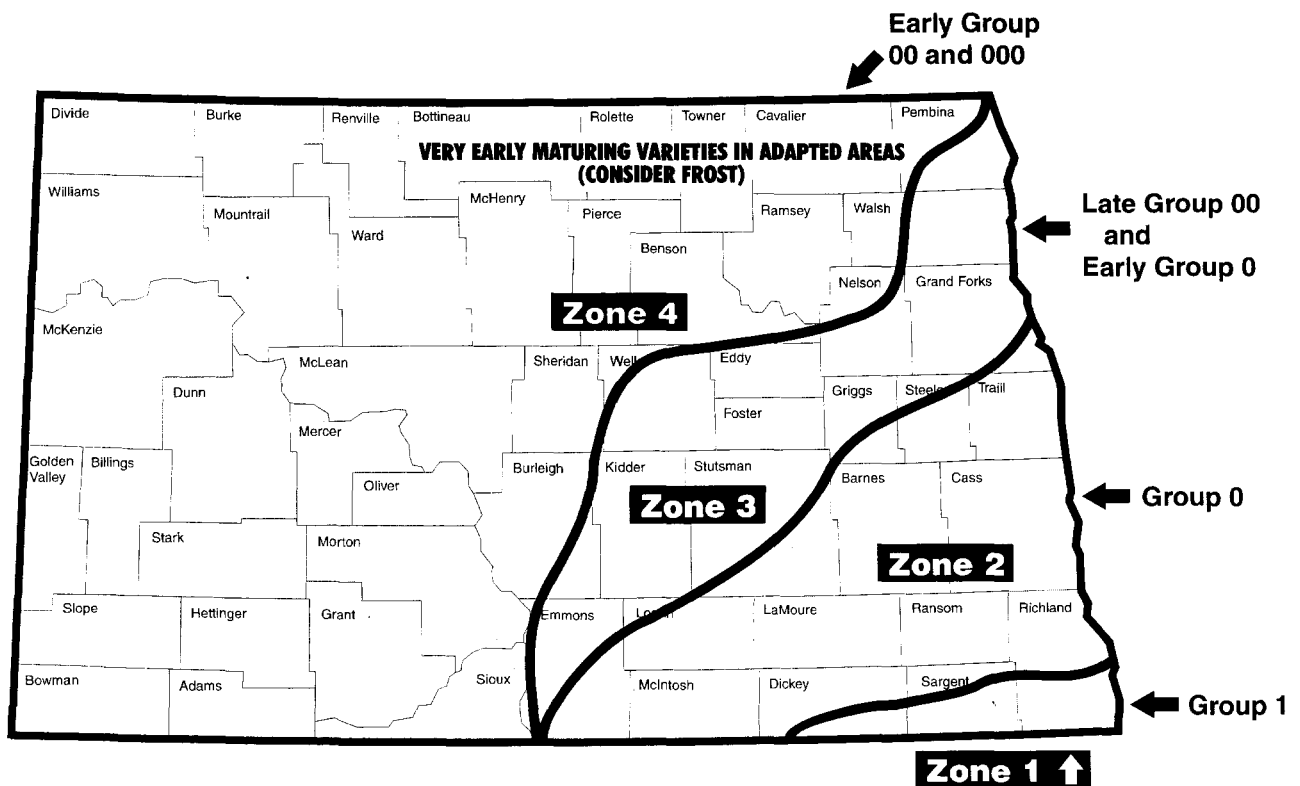 Early Group
00 and 000
Divide
Burke
Renville
Bottineau
Rolette
Towner
Cavalier
Pembina
VERY EARLY MATURING VARIETIES IN ADAPTED AREAS
(CONSIDER FROST)
Williams
Mountrail
Ward
McHenry
Pierce
Ramsey
Walsh
Benson
Late Group 00
and
Early Group 0
Nelson
Grand Forks
Zone 4
McKenzie
McLean
Sheridan
Eddy
Dunn
Griggs
Steele
Traill
Foster
Mercer
Golden
Valley
Billings
Oliver
Burleigh
Kidder
Stutsman
Barnes
Cass
Zone 3
Group 0
Stark
Morton
Zone 2
Slope
Hettinger
Grant
Emmons
Logan
LaMoure
Ransom
Richland
Bowman
Adams
Sioux
McIntosh
Dickey
Sargent
Group 1
Zone 1